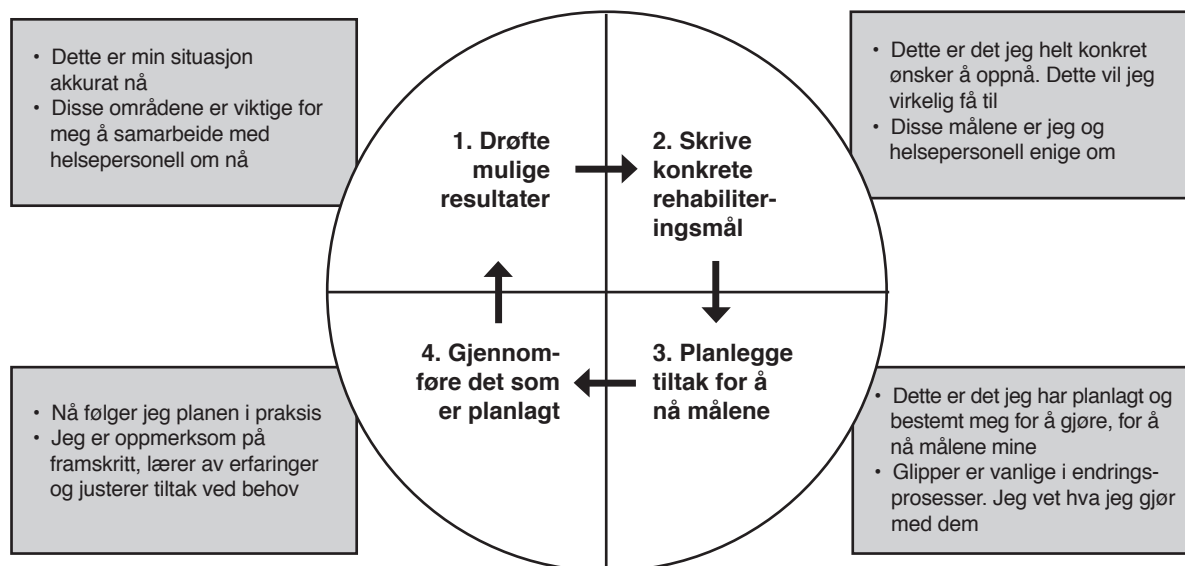 • Dette er min situasjon
akkurat nå
• Disse områdene er viktige for
meg å samarbeide med
helsepersonell om nå
1. Drøfte
mulige
resultater
2. Skrive
konkrete
rehabiliter-
ingsmål
• Dette er det jeg helt konkret
ønsker å oppnå. Dette vil jeg
virkelig få til
• Disse målene er jeg og
helsepersonell enige om
• Nå følger jeg planen i praksis
• Jeg er oppmerksom på
framskritt, lærer av erfaringer
og justerer tiltak ved behov
4. Gjennom-
føre det som
er planlagt
3. Planlegge
tiltak for å
nå målene
• Dette er det jeg har planlagt og
bestemt meg for å gjøre, for å
nå målene mine
• Glipper er vanlige i endrings-
prosesser. Jeg vet hva jeg gjør
med dem